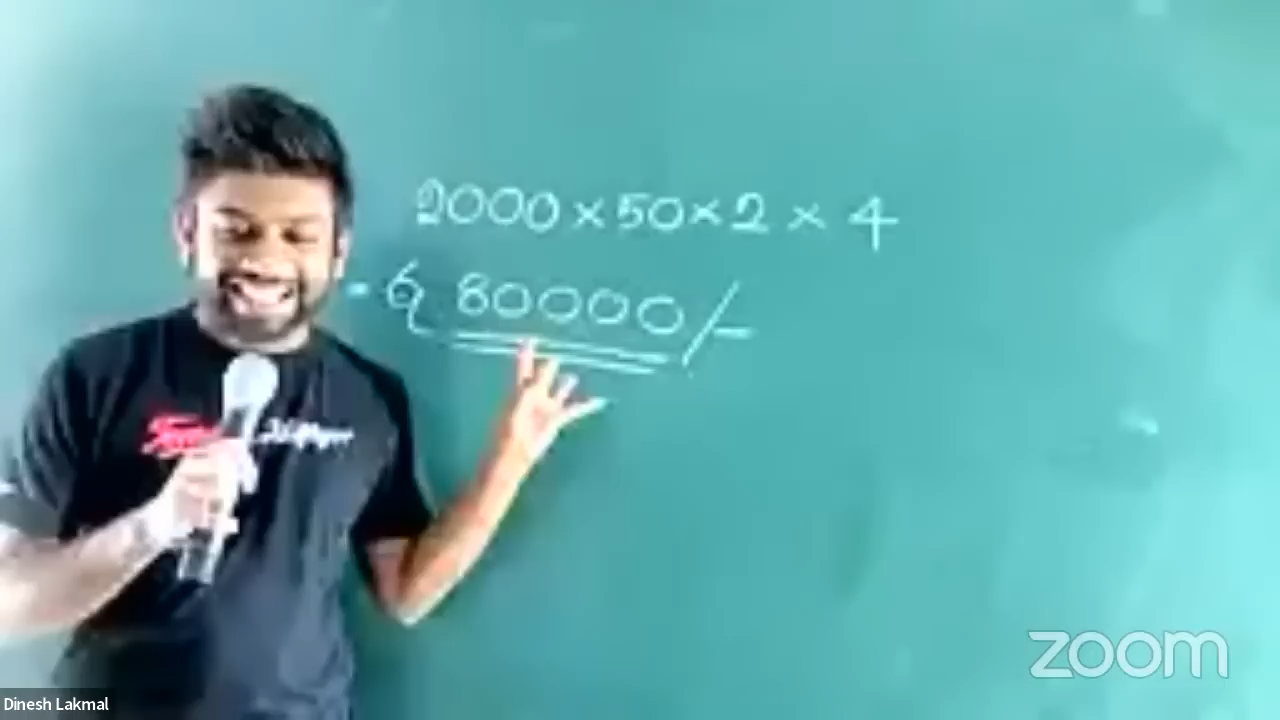 2000 × 50 × 2 × 4
= රු 80000/-
zoom
Dinesh Lakmal